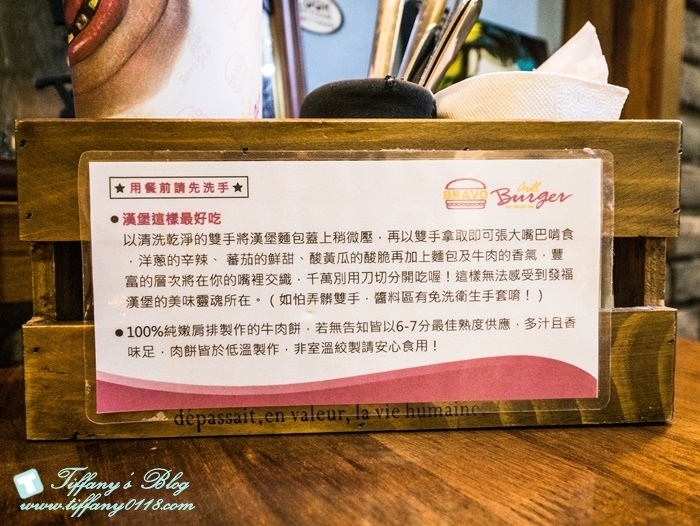 ★用餐前請先洗手★
BRAVO
Grill
Burger
●漢堡這樣最好吃
以清洗乾淨的雙手將漢堡麵包蓋上稍微壓，再以雙手拿取即可張大嘴巴啃食
，洋蔥的辛辣、蕃茄的鮮甜、酸黃瓜的酸脆再加上麵包及牛肉的香氣，豐
富的層次將在你的嘴裡交織，千萬別用刀切分開吃喔！這樣無法感受到發福
漢堡的美味靈魂所在。（如怕弄髒雙手，醬料區有免洗衛生手套唷！）
●100%純嫩肩排製作的牛肉餅，若無告知皆以6-7分最佳熟度供應，多汁且香
味足，肉餅皆於低溫製作，非室溫絞製請安心食用！
dépassait, en valeur, la vie humaine.
Tiffany's Blog
www.tiffany0118.com